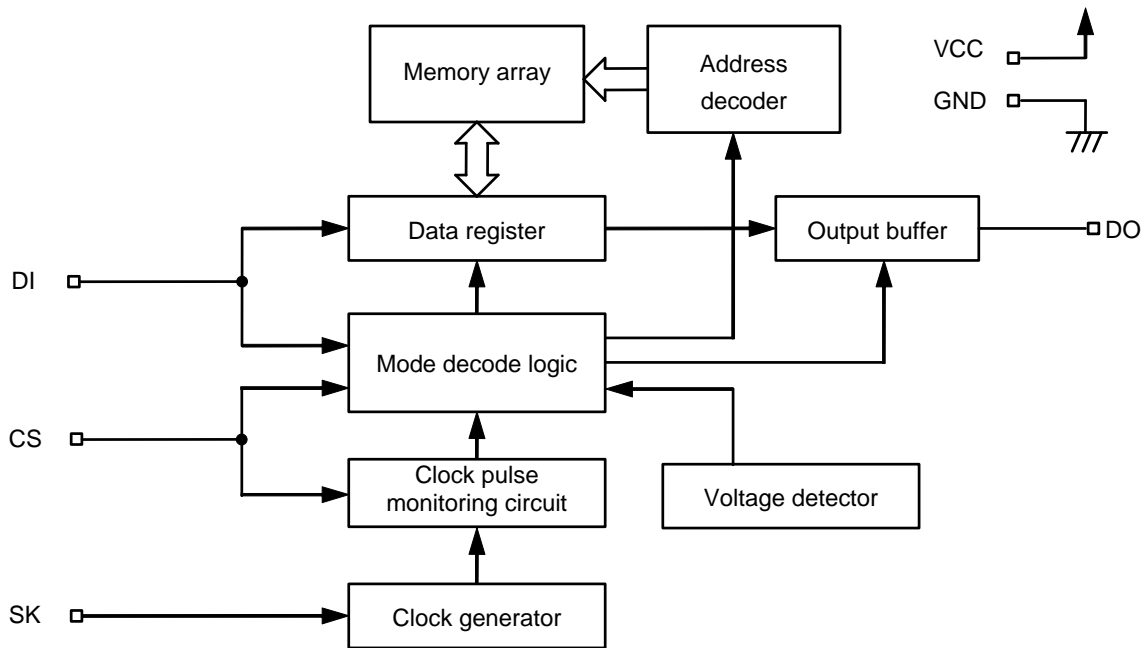 Memory array
Address
decoder
VCC
GND
Data register
Output buffer
DO
DI
Mode decode logic
CS
Clock pulse
monitoring circuit
Voltage detector
SK
Clock generator